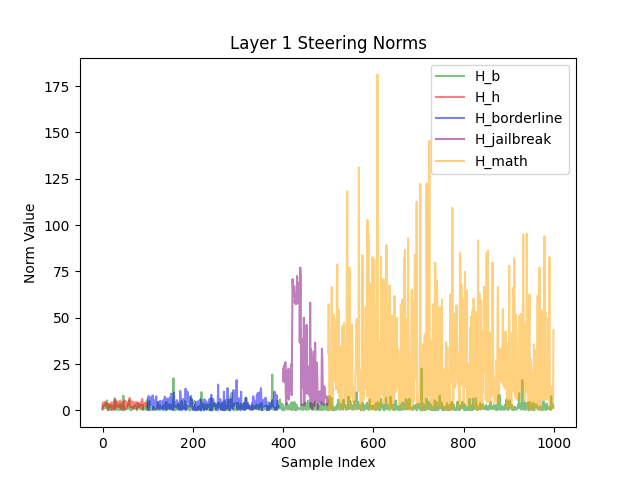 Layer 1 Steering Norms
H_b
H_h
H_borderline
H_jailbreak
H_math
Norm Value
175
150
125
100
75
50
25
0
0 200 400 600 800 1000
Sample Index